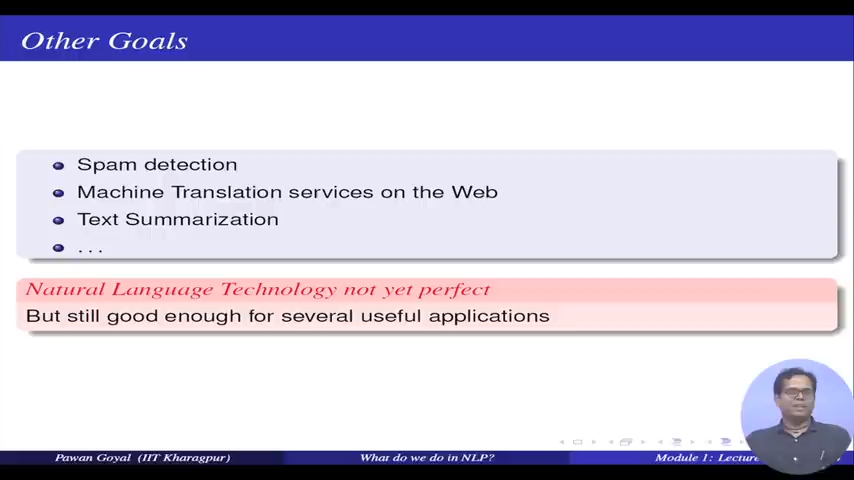 Other Goals
Spam detection
Machine Translation services on the Web
Text Summarization
. . .
Natural Language Technology not yet perfect
But still good enough for several useful applications
Pawan Goyal (IIT Kharagpur)
What do we do in NLP?
Module 1: Lecture